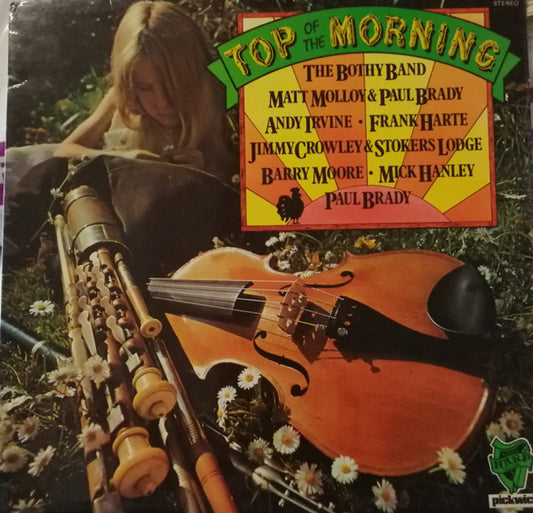 STEREO
TOP OF THE MORNING
THE BOTHY BAND
MATT MOLLOY & PAUL BRADY
ANDY IRVINE • FRANK HARTE
JIMMY CROWLEY & STOKERS LODGE
BARRY MOORE • MICK HANLEY
PAUL BRADY
pickwic